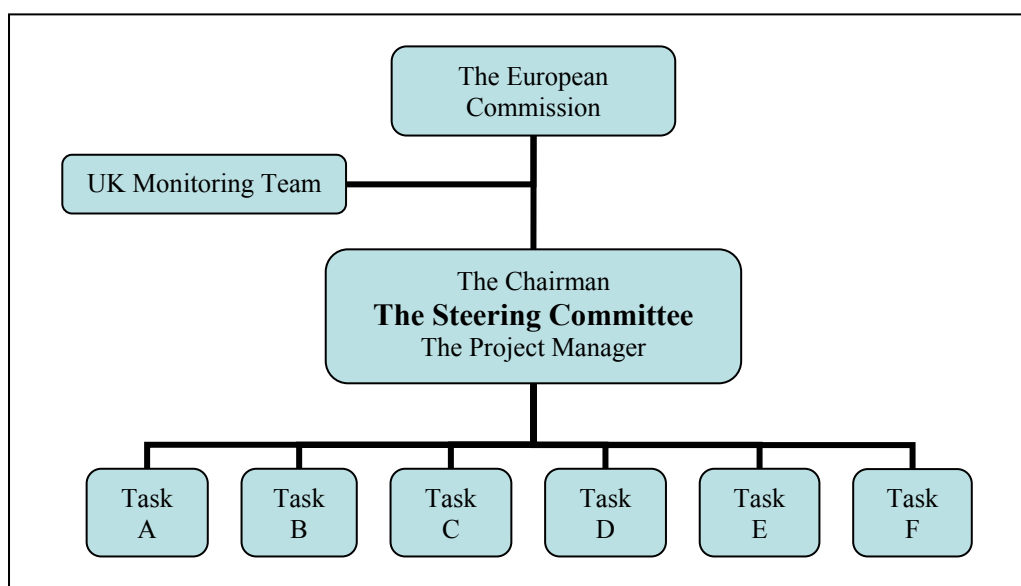 The European
Commission
UK Monitoring Team
The Chairman
The Steering Committee
The Project Manager
Task
A
Task
B
Task
C
Task
D
Task
E
Task
F